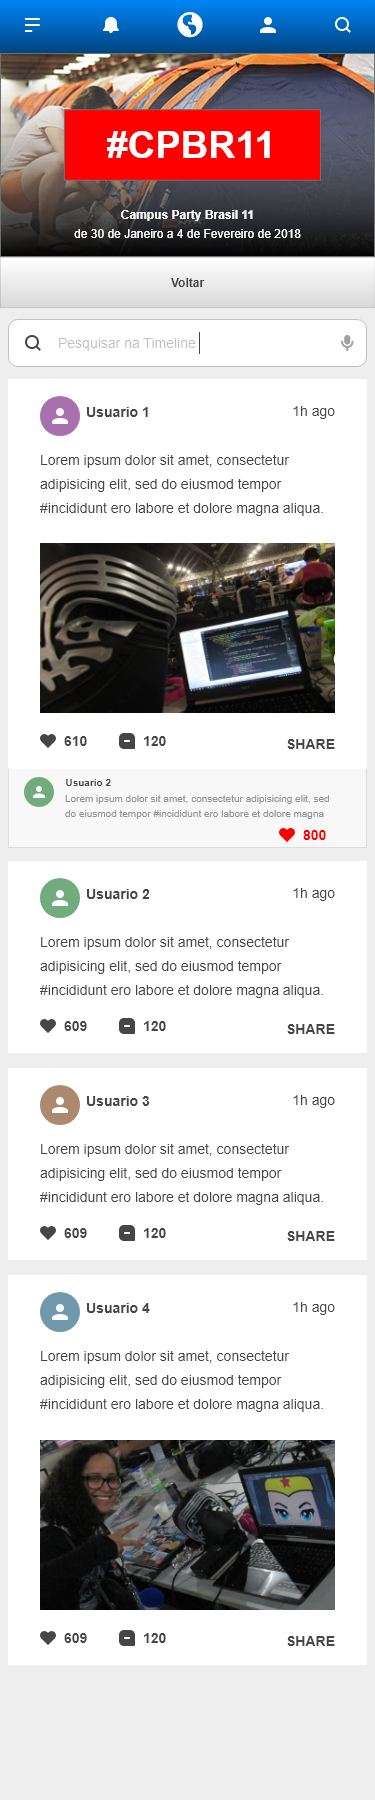 #CPBR11
Campus Party Brasil 11
de 30 de Janeiro a 4 de Fevereiro de 2018
Voltar
Pesquisar na Timeline
Usuario 1
1h ago
Lorem ipsum dolor sit amet, consectetur
adipisicing elit, sed do eiusmod tempor
#incididunt ero labore et dolore magna aliqua.
610
120
SHARE
Usuario 2
Lorem ipsum dolor sit amet, consectetur adipisicing elit, sed
do eiusmod tempor #incididunt ero labore et dolore magna
800
Usuario 2
1h ago
Lorem ipsum dolor sit amet, consectetur
adipisicing elit, sed do eiusmod tempor
#incididunt ero labore et dolore magna aliqua.
609
120
SHARE
Usuario 3
1h ago
Lorem ipsum dolor sit amet, consectetur
adipisicing elit, sed do eiusmod tempor
#incididunt ero labore et dolore magna aliqua.
609
120
SHARE
Usuario 4
1h ago
Lorem ipsum dolor sit amet, consectetur
adipisicing elit, sed do eiusmod tempor
#incididunt ero labore et dolore magna aliqua.
609
120
SHARE